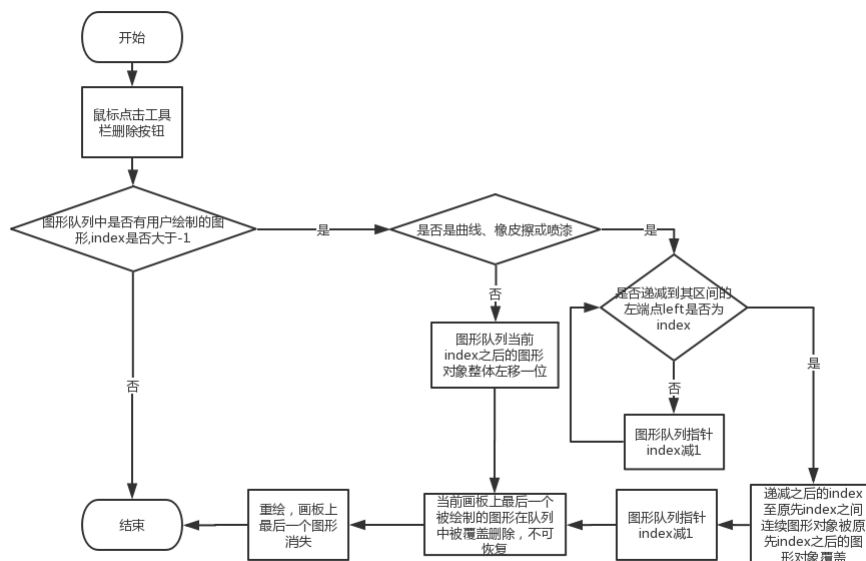 开始
鼠标点击工具
栏删除按钮
图形队列中是否有用户绘制的图
形,index是否大于-1
是
是否是曲线、橡皮擦或喷漆
是
否
是否递减到其区间的
左端点left是否为
index
图形队列当前
index之后的图形
对象整体左移一位
否
是
否
图形队列指针
index减1
结束
重绘，画板上
最后一个图形
消失
当前画板上最后一个
被绘制的图形在队列
中被覆盖删除，不可
恢复
图形队列指针
index减1
递减之后的index
至原先index之间
连续图形对象被原
先index之后的图
形对象覆盖